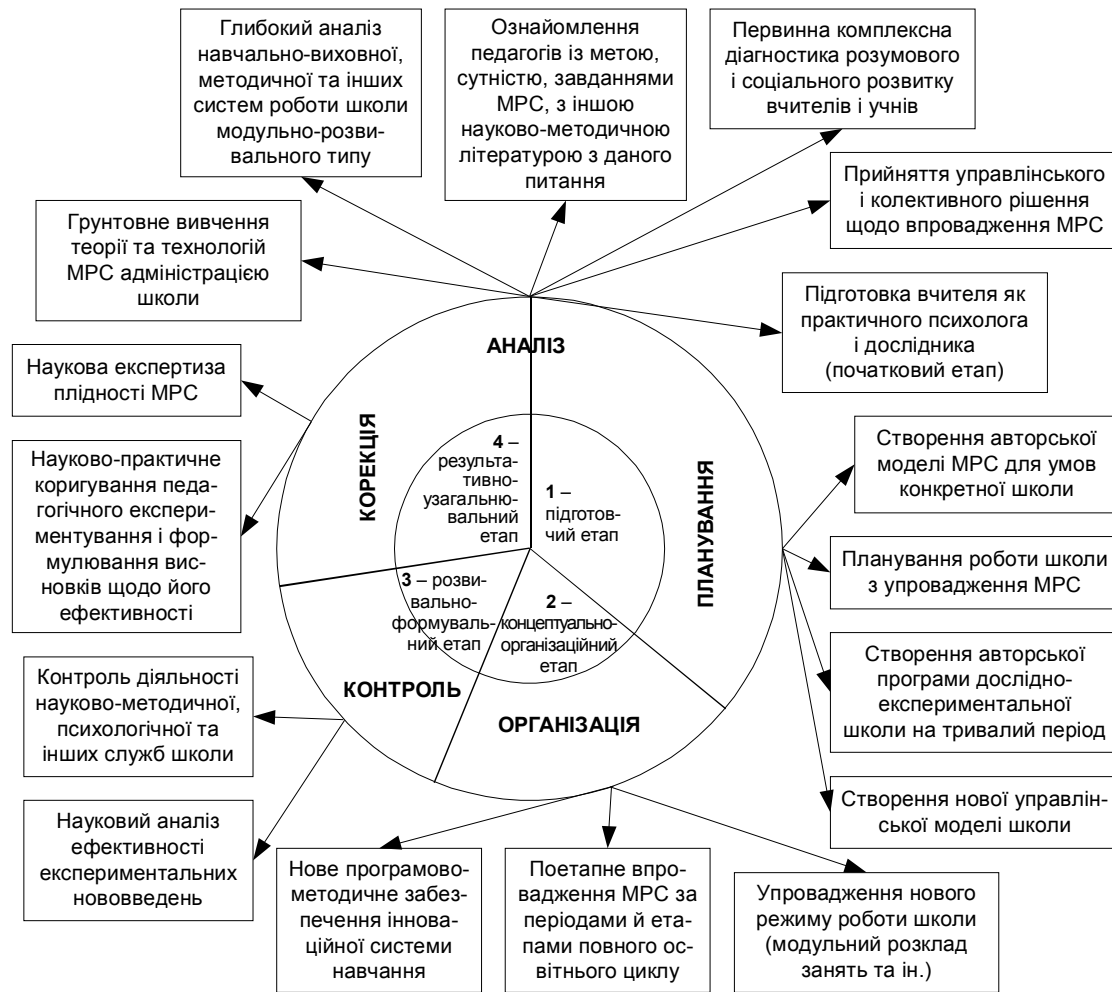 Глибокий аналіз
навчально-виховної,
методичної та інших
систем роботи школи
модульно-розви-
вального типу
Ознайомлення
педагогів із метою,
сутністю, завданнями
МРС, з іншою
науково-методичною
літературою з даного
питання
Первинна комплексна
діагностика розумового
і соціального розвитку
вчителів і учнів
Прийняття управлінського
і колективного рішення
щодо впровадження МРС
Грунтовне вивчення
теорії та технологій
МРС адміністрацією
школи
Підготовка вчителя як
практичного психолога
і дослідника
(початковий етап)
АНАЛІЗ
Наукова експертиза
плідності МРС
КОРЕКЦІЯ
ПЛАНУВАННЯ
4 –
результа-
тивно-
узагальню-
вальний
етап
1 –
підготов-
чий етап
Створення авторської
моделі МРС для умов
конкретної школи
Науково-практичне
коригування педа-
гогічного експери-
ментування і фор-
мулювання вис-
новків щодо його
ефективності
Планування роботи школи
з упровадження МРС
3 – розви-
вально-
формуваль-
ний етап
2 –
концептуально-
організаційний
етап
Створення авторської
програми дослідно-
експериментальної
школи на тривалий період
КОНТРОЛЬ
ОРГАНІЗАЦІЯ
Контроль діяльності
науково-методичної,
психологічної та
інших служб школи
Створення нової управлін-
ської моделі школи
Науковий аналіз
ефективності
експериментальних
нововведень
Нове програмово-
методичне забез-
печення іннова-
ційної системи
навчання
Поетапне впро-
вадження МРС за
періодами й ета-
пами повного ос-
вітнього циклу
Упровадження нового
режиму роботи школи
(модульний розклад
занять та ін.)